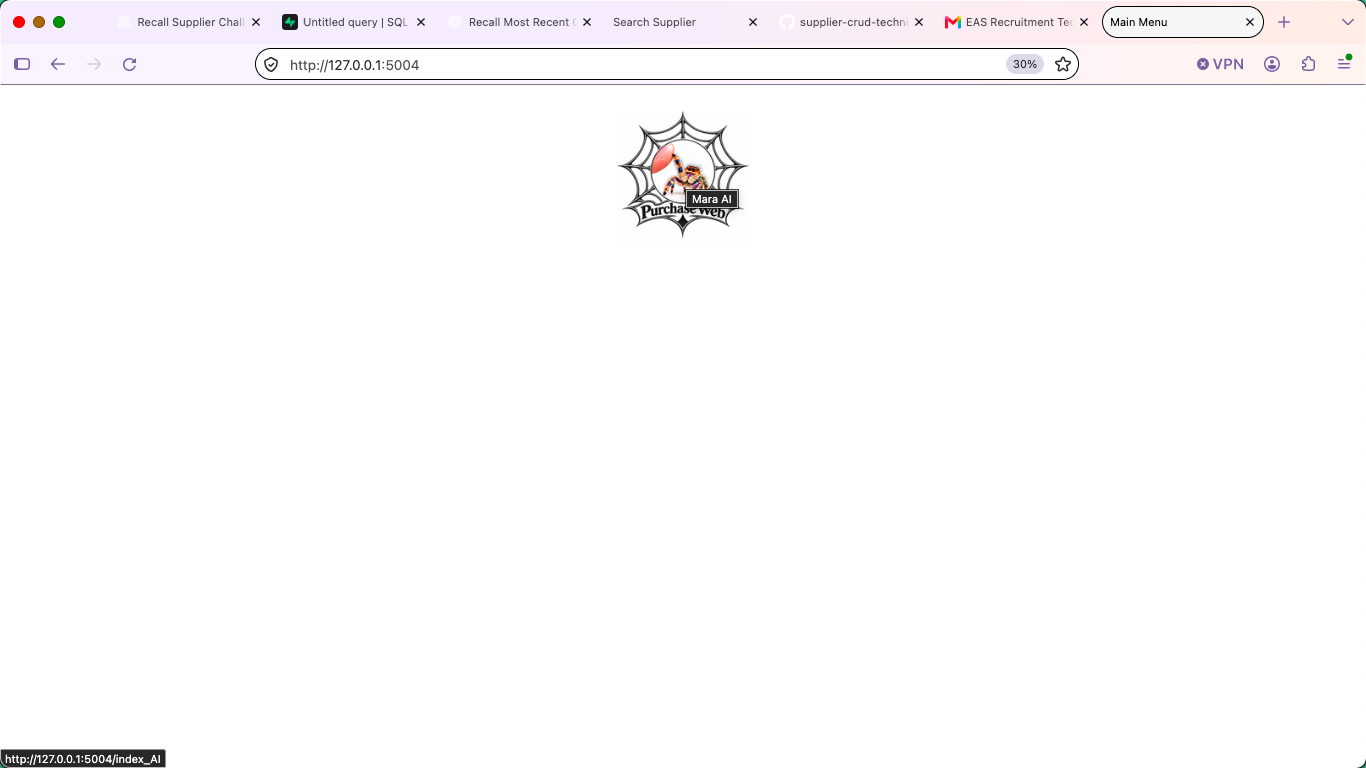 Recall Supplier Chall
Untitled query | SQL
Recall Most Recent
Search Supplier
supplier-crud-techni
EAS Recruitment Tec
Main Menu
http://127.0.0.1:5004
30%
VPN
Mara AI
Purchase Web
http://127.0.0.1:5004/index_AI